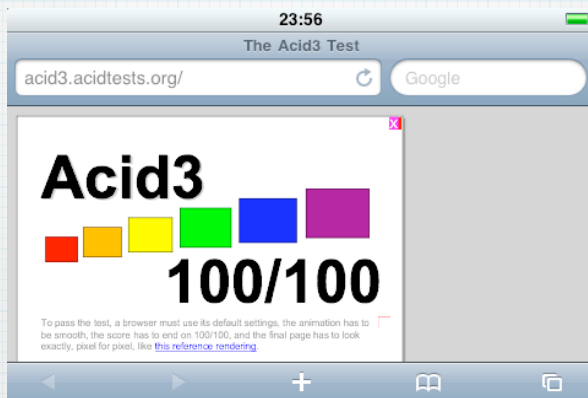 23:56
The Acid3 Test
acid3.acidtests.org/
Google
X
Acid3
100/100
To pass the test, a browser must use its default settings, the animation has to
be smooth, the score has to end on 100/100, and the final page has to look
exactly, pixel for pixel, like this reference rendering.